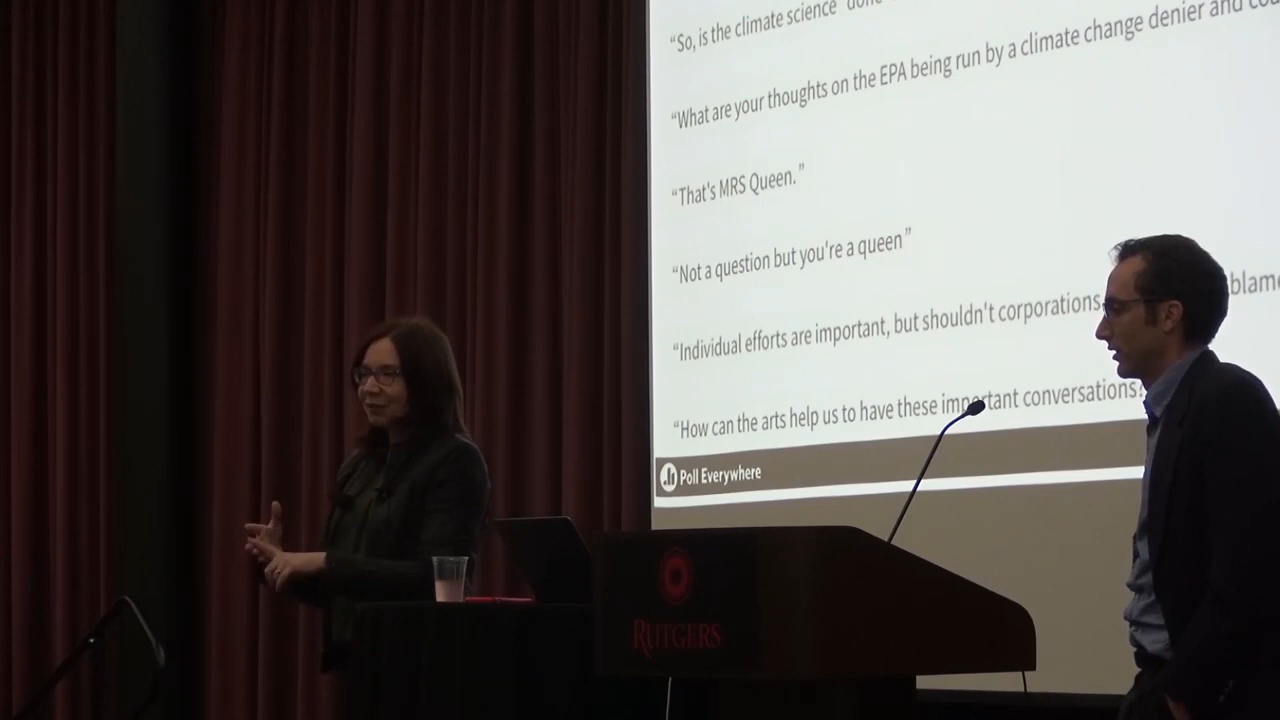 “So, is the climate science "done
“What are your thoughts on the EPA being run by a climate change denier and
“That's MRS Queen.”
“Not a question but you're a queen”
“Individual efforts are important, but shouldn't corporations blame
“How can the arts help us to have these important conversations?
Poll Everywhere
RUTGERS